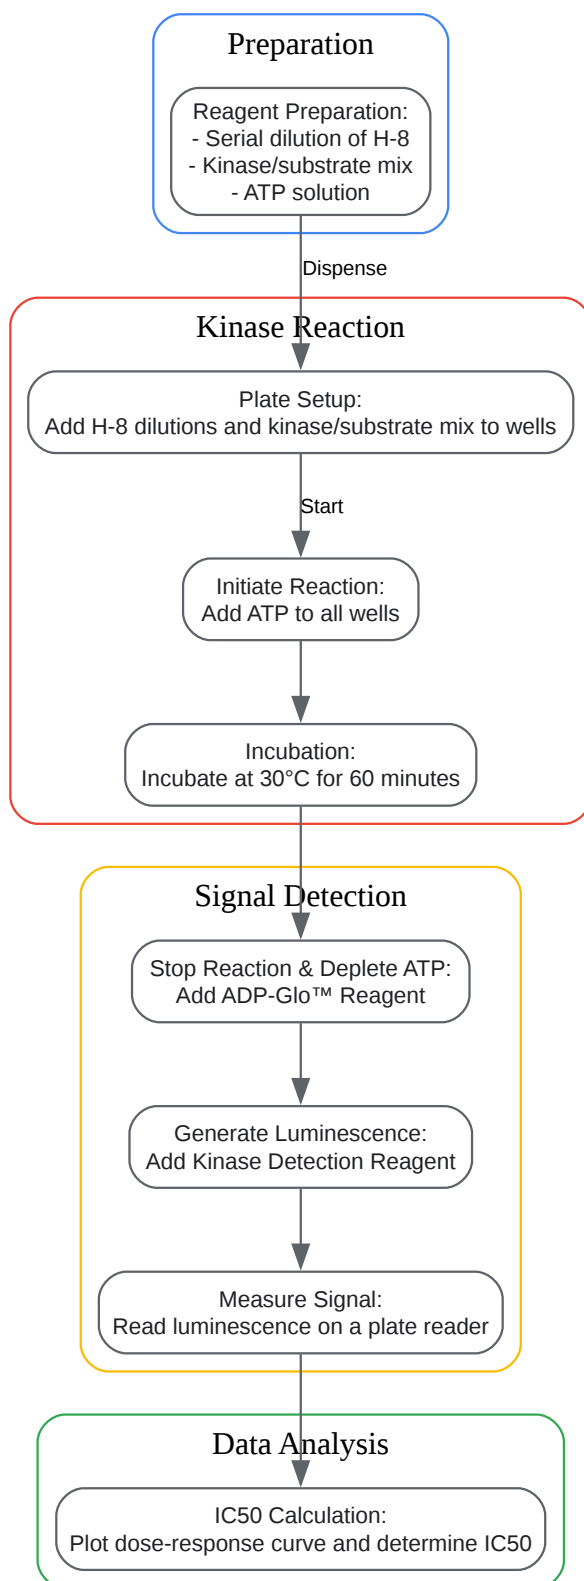 Preparation
Reagent Preparation:
- Serial dilution of H-8
- Kinase/substrate mix
- ATP solution
Dispense
Kinase Reaction
Plate Setup:
Add H-8 dilutions and kinase/substrate mix to wells
Start
Initiate Reaction:
Add ATP to all wells
Incubation:
Incubate at 30°C for 60 minutes
Signal Detection
Stop Reaction & Deplete ATP:
Add ADP-Glo™ Reagent
Generate Luminescence:
Add Kinase Detection Reagent
Measure Signal:
Read luminescence on a plate reader
Data Analysis
IC50 Calculation:
Plot dose-response curve and determine IC50